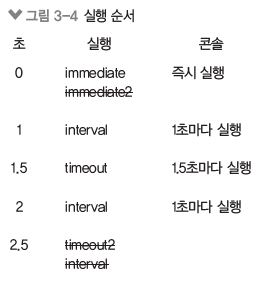 그림 3-4 실행 순서
초 실행 콘솔
0 immediate 즉시 실행
immediate2
1 interval 1초마다 실행
1.5 timeout 1.5초마다 실행
2 interval 1초마다 실행
2.5 timeout2
interval